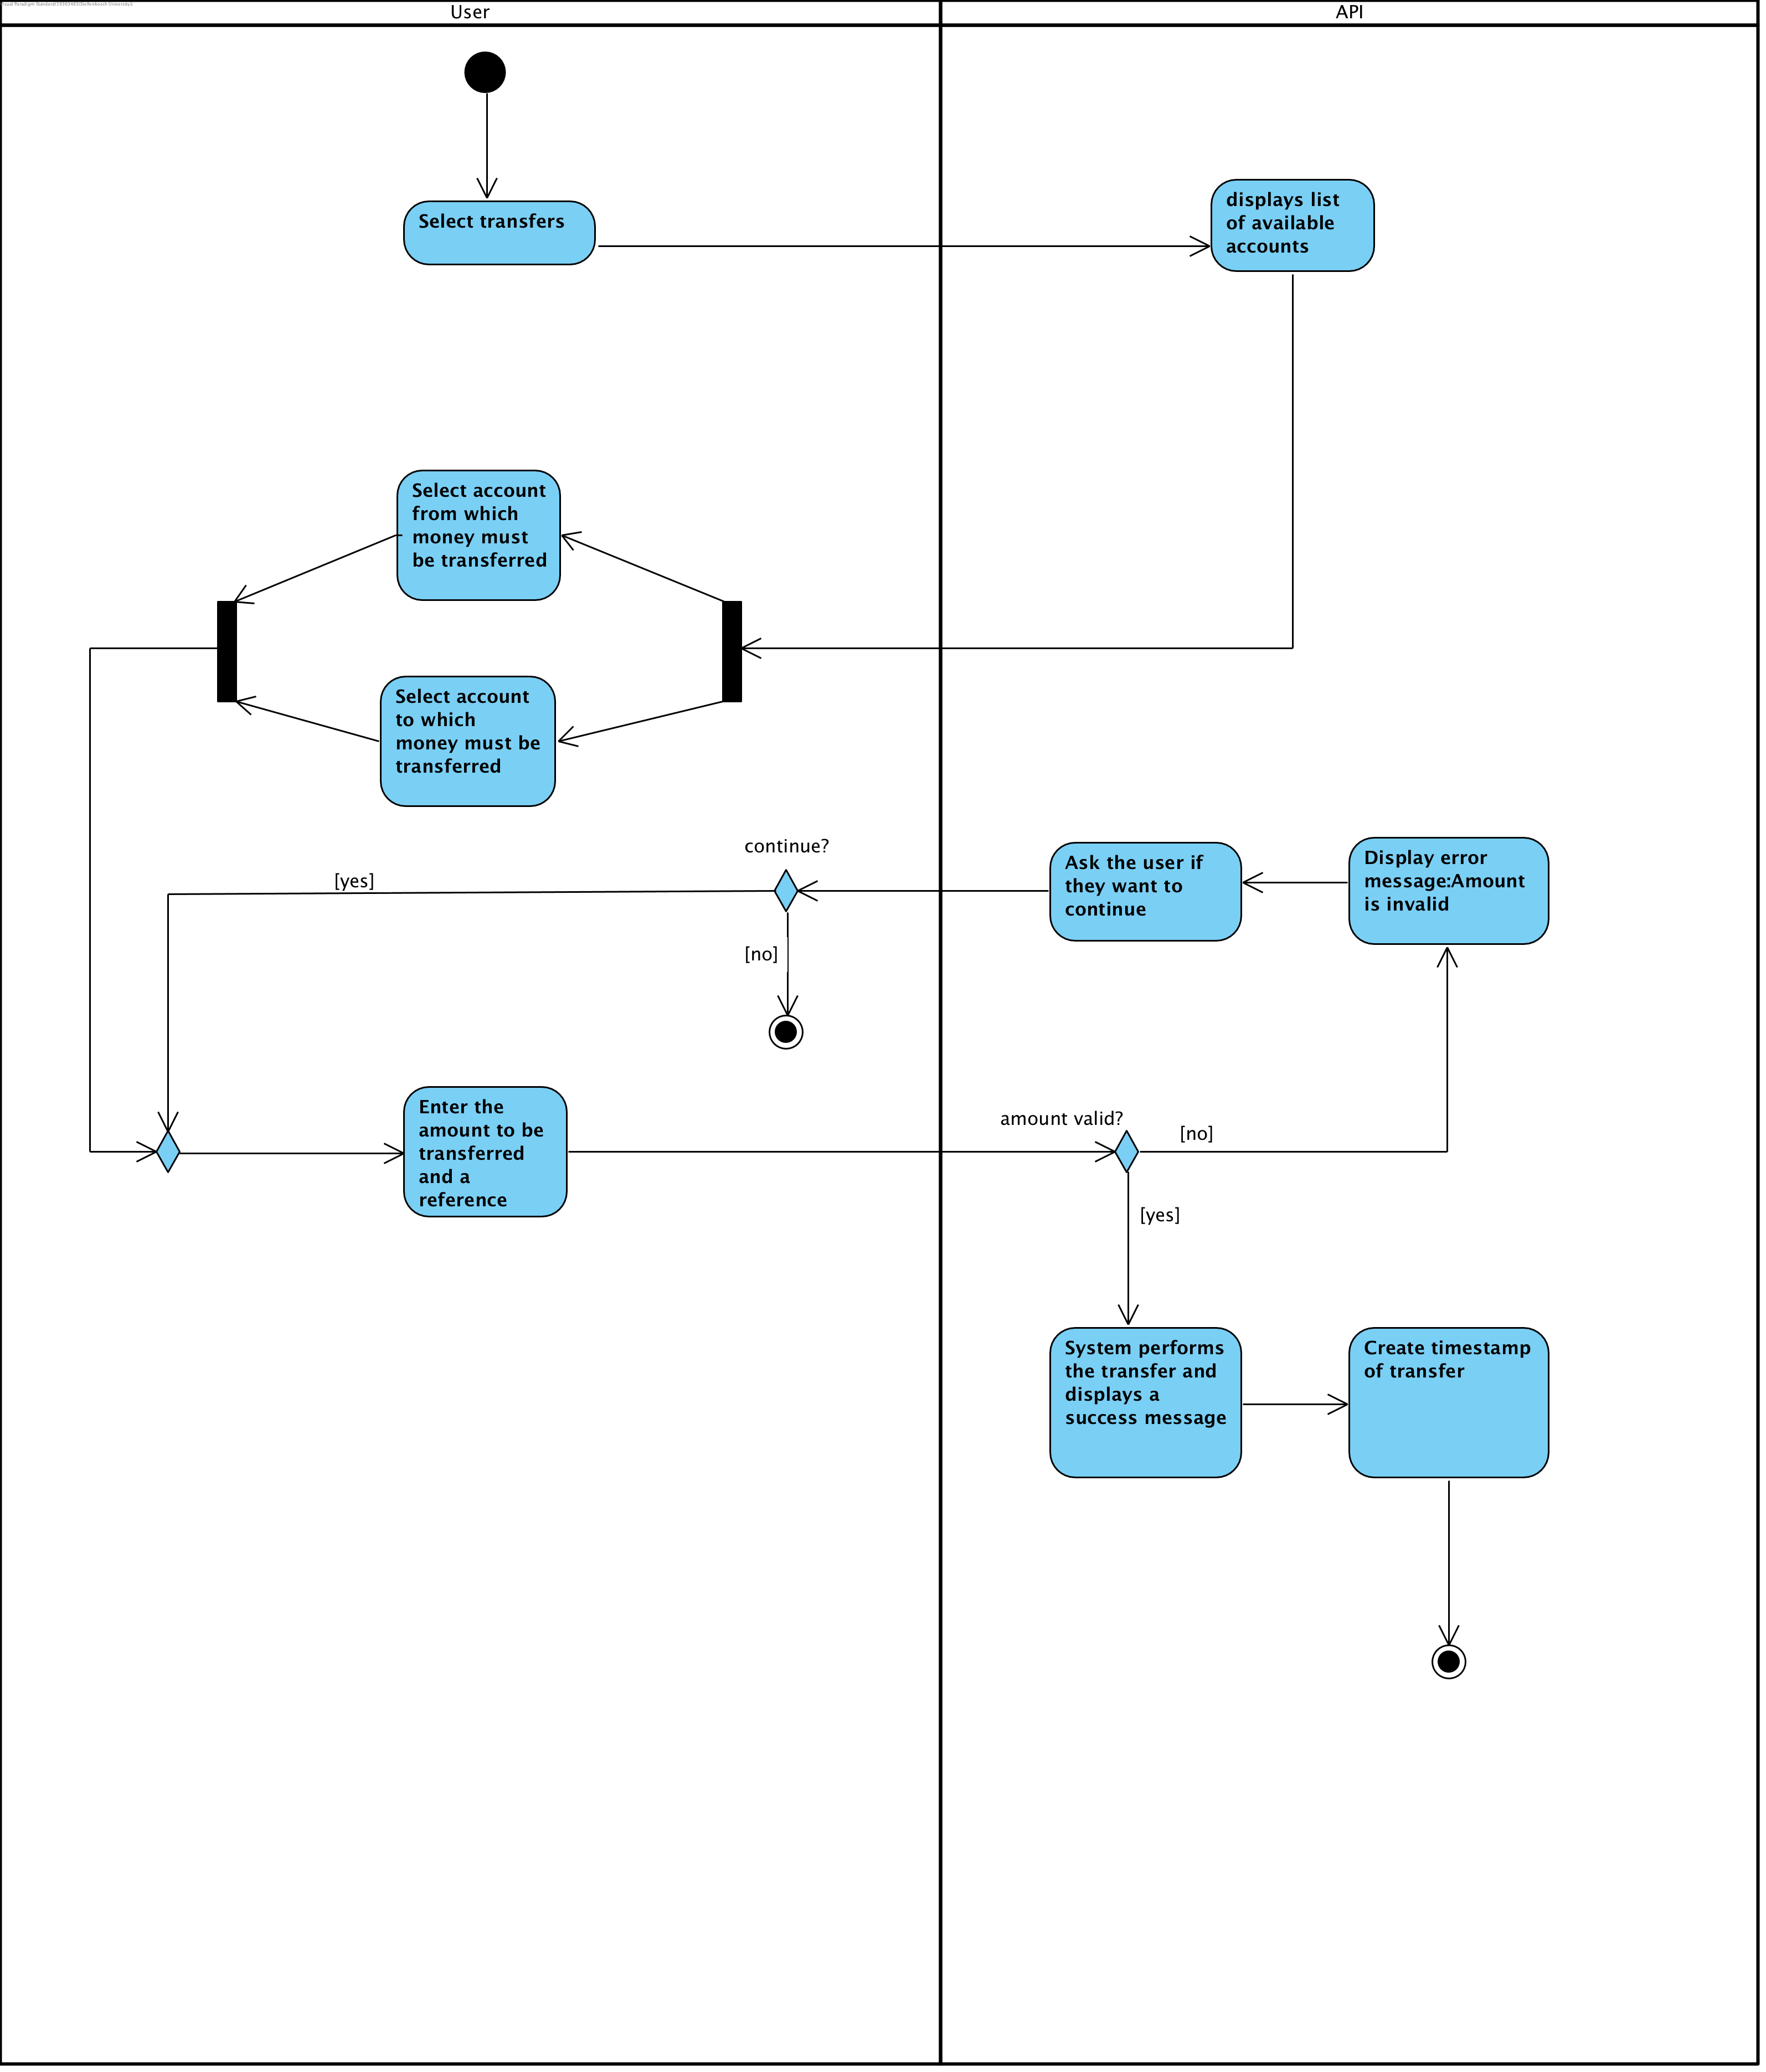 User
API
Select transfers
displays list
of available
accounts
Select account
from which
money must
be transferred
Select account
to which
money must be
transferred
continue?
[yes]
[no]
Ask the user if
they want to
continue
Display error
message:Amount
is invalid
Enter the
amount to be
transferred
and a
reference
amount valid?
[no]
[yes]
System performs
the transfer and
displays a
success message
Create timestamp
of transfer